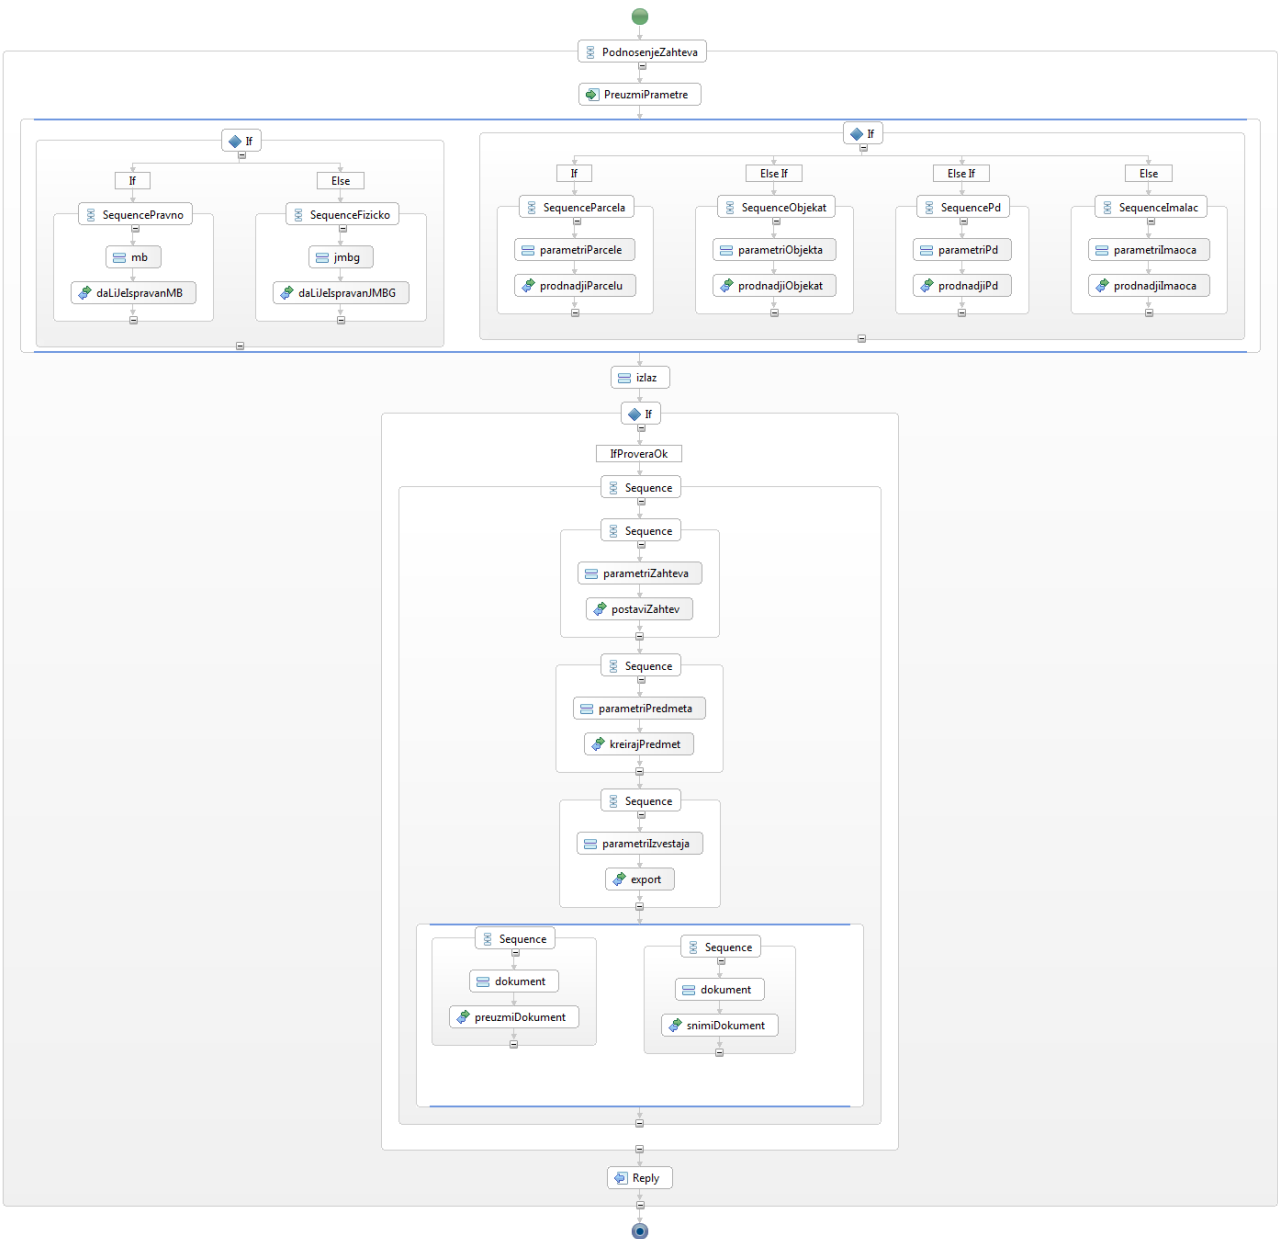 PodnosenjeZahteva
PreuzmiPrametre
If
If
If
Else
If
Else If
Else If
Else
SequencePravno
SequenceFizicko
SequenceParcela
SequenceObjekat
SequencePd
SequenceImalac
mb
jmbg
parametriParcele
parametriObjekta
parametriPd
parametriImaoca
daLiJeIspravanMB
daLiJeIspravanJMBG
prodnadjiParcelu
prodnadjiObjekat
prodnadjiPd
prodnadjiImaoca
izlaz
If
IfProveraOk
Sequence
Sequence
parametriZahteva
postaviZahtev
Sequence
parametriPredmeta
kreirajPredmet
Sequence
parametriIzvestaja
export
Sequence
Sequence
dokument
dokument
preuzmiDokument
snimiDokument
Reply